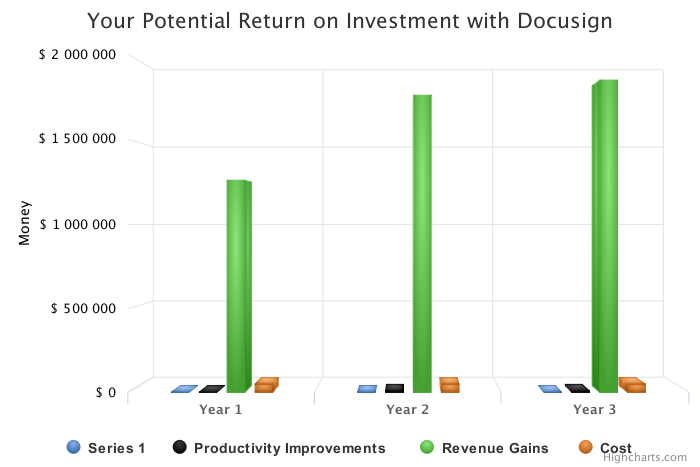 Your Potential Return on Investment with Docusign
$ 2 000 000
$ 1 500 000
$ 1 000 000
$ 500 000
$ 0
Money
Year 1
Year 2
Year 3
Series 1
Productivity Improvements
Revenue Gains
Cost
Highcharts.com